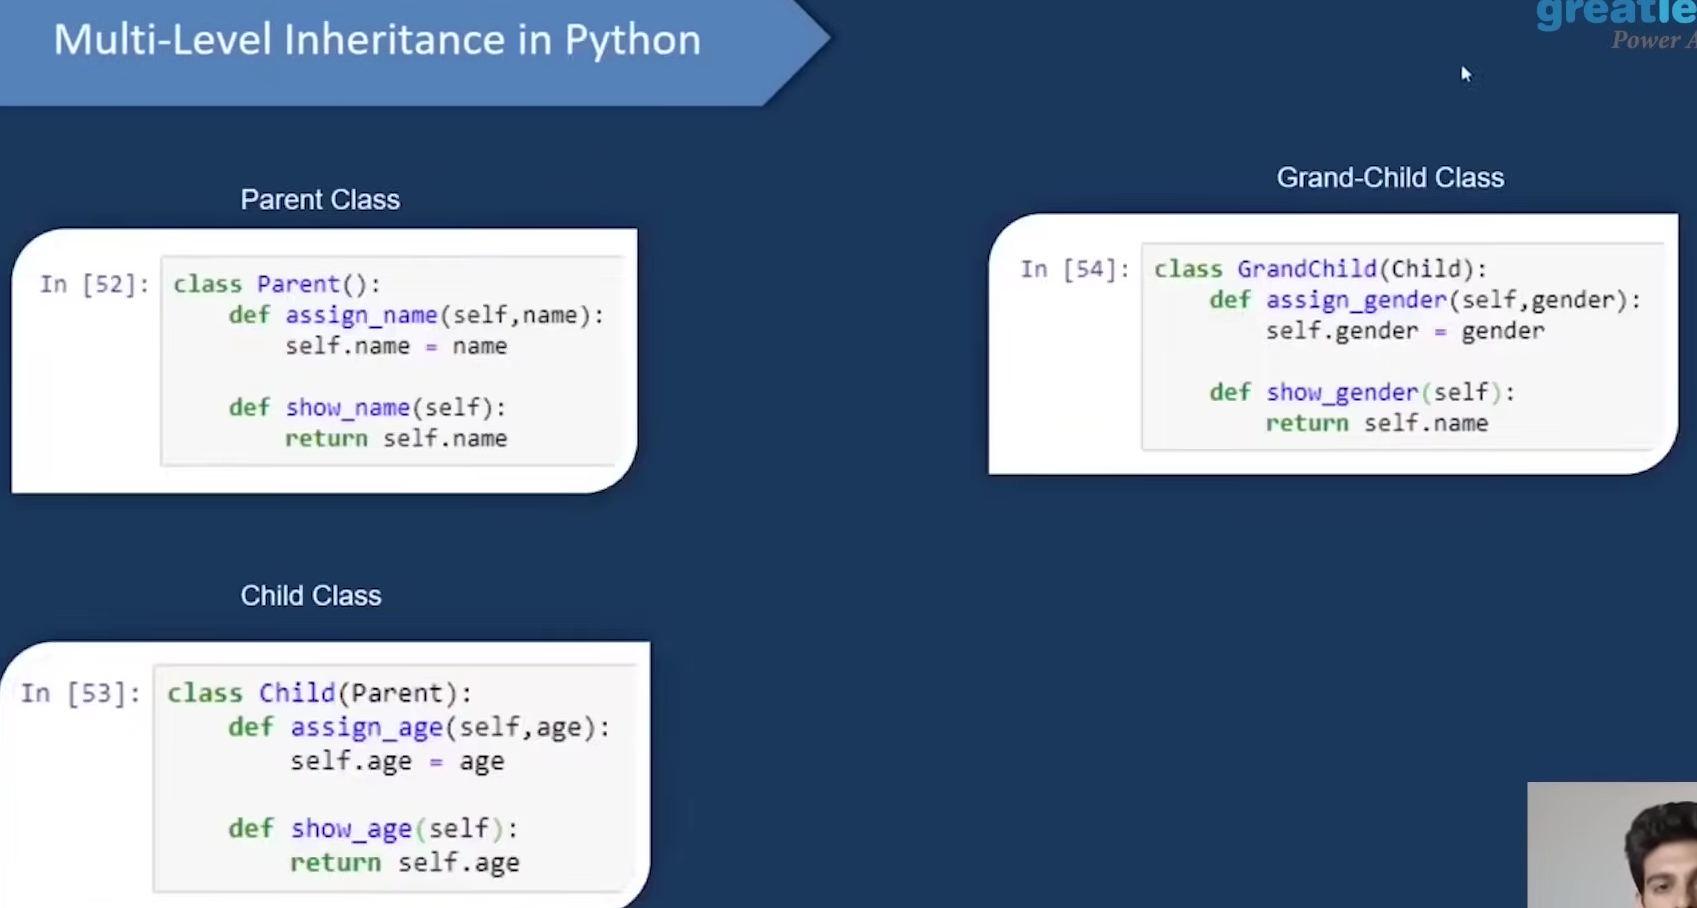 Multi-Level Inheritance in Python
Power
Parent Class
In [52]: class Parent():
    def assign_name(self,name):
        self.name = name
    def show_name(self):
        return self.name
Grand-Child Class
In [54]: class GrandChild(Child):
    def assign_gender(self,gender):
        self.gender = gender
    def show_gender(self):
        return self.name
Child Class
In [53]: class Child(Parent):
    def assign_age(self,age):
        self.age = age
    def show_age(self):
        return self.age